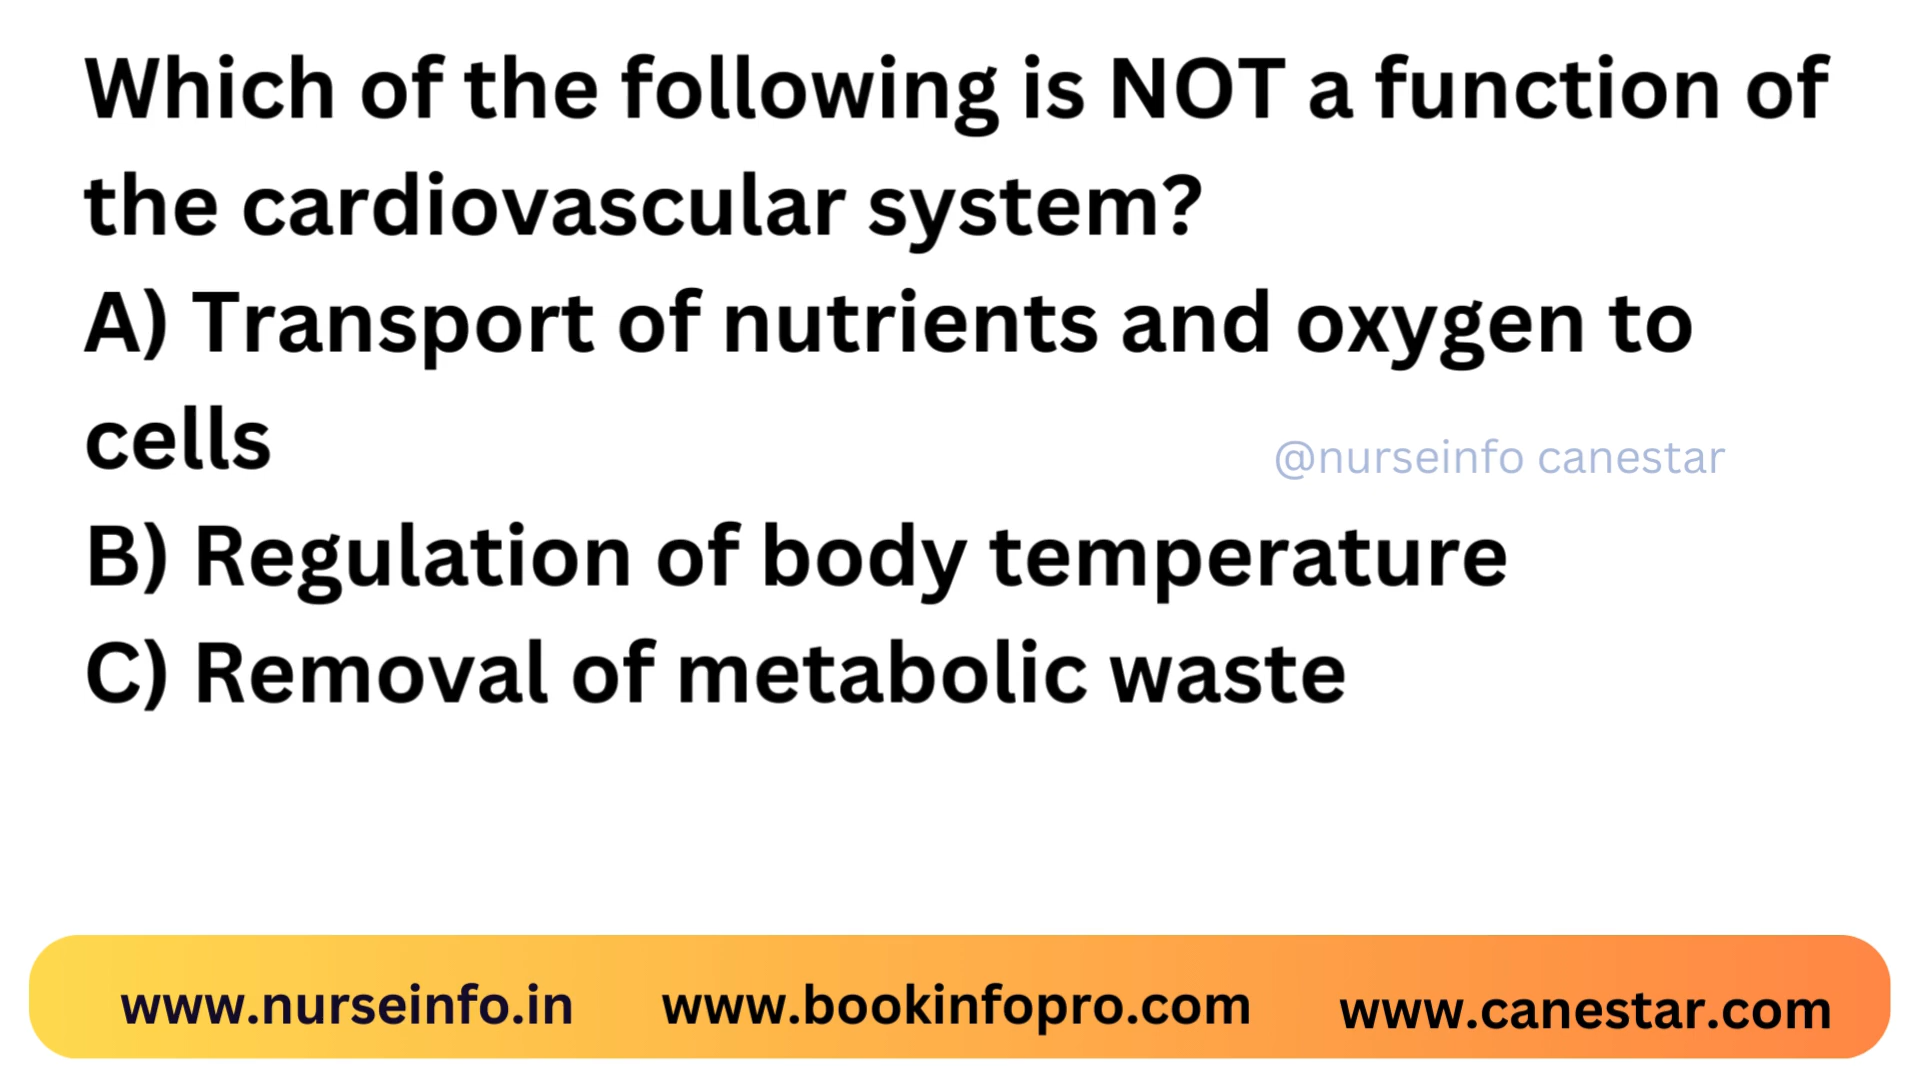 Which of the following is NOT a function of
the cardiovascular system?
A) Transport of nutrients and oxygen to
cells
@nurseinfo canestar
B) Regulation of body temperature
C) Removal of metabolic waste
www.nurseinfo.in www.bookinfopro.com www.canestar.com